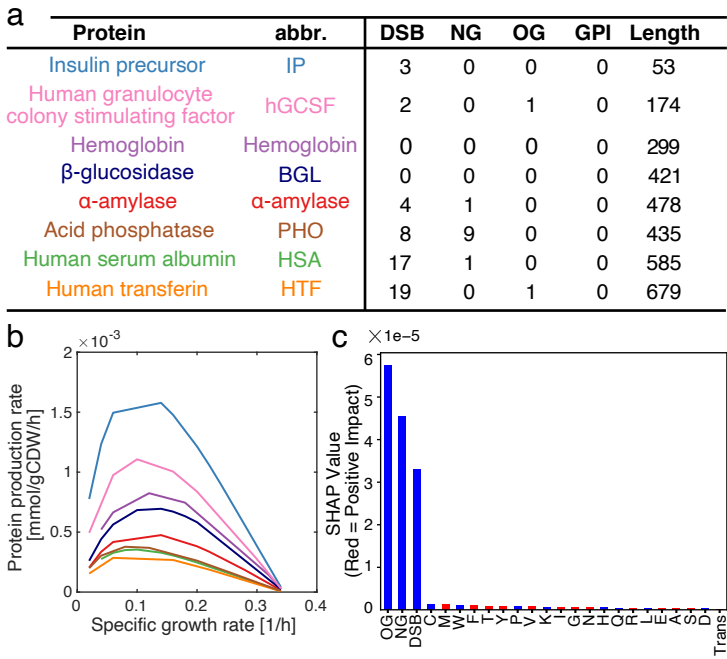 a
Protein abbr. DSB NG OG GPI Length
Insulin precursor IP 3 0 0 0 53
Human granulocyte
colony stimulating factor hGCSF 2 0 1 0 174
Hemoglobin Hemoglobin 0 0 0 0 299
β-glucosidase BGL 0 0 0 0 421
α-amylase α-amylase 4 1 0 0 478
Acid phosphatase PHO 8 9 0 0 435
Human serum albumin HSA 17 1 0 0 585
Human transferin HTF 19 0 1 0 679
b
×10⁻³
Protein production rate
[mmol/gCDW/h]
2
1.5
1
0.5
0
0 0.1 0.2 0.3 0.4
Specific growth rate [1/h]
c
×1e-5
SHAP Value
(Red = Positive Impact)
6
5
4
3
2
1
0
OG NG DSB C M W F T Y P V K I G N H Q R L E A S D Trans